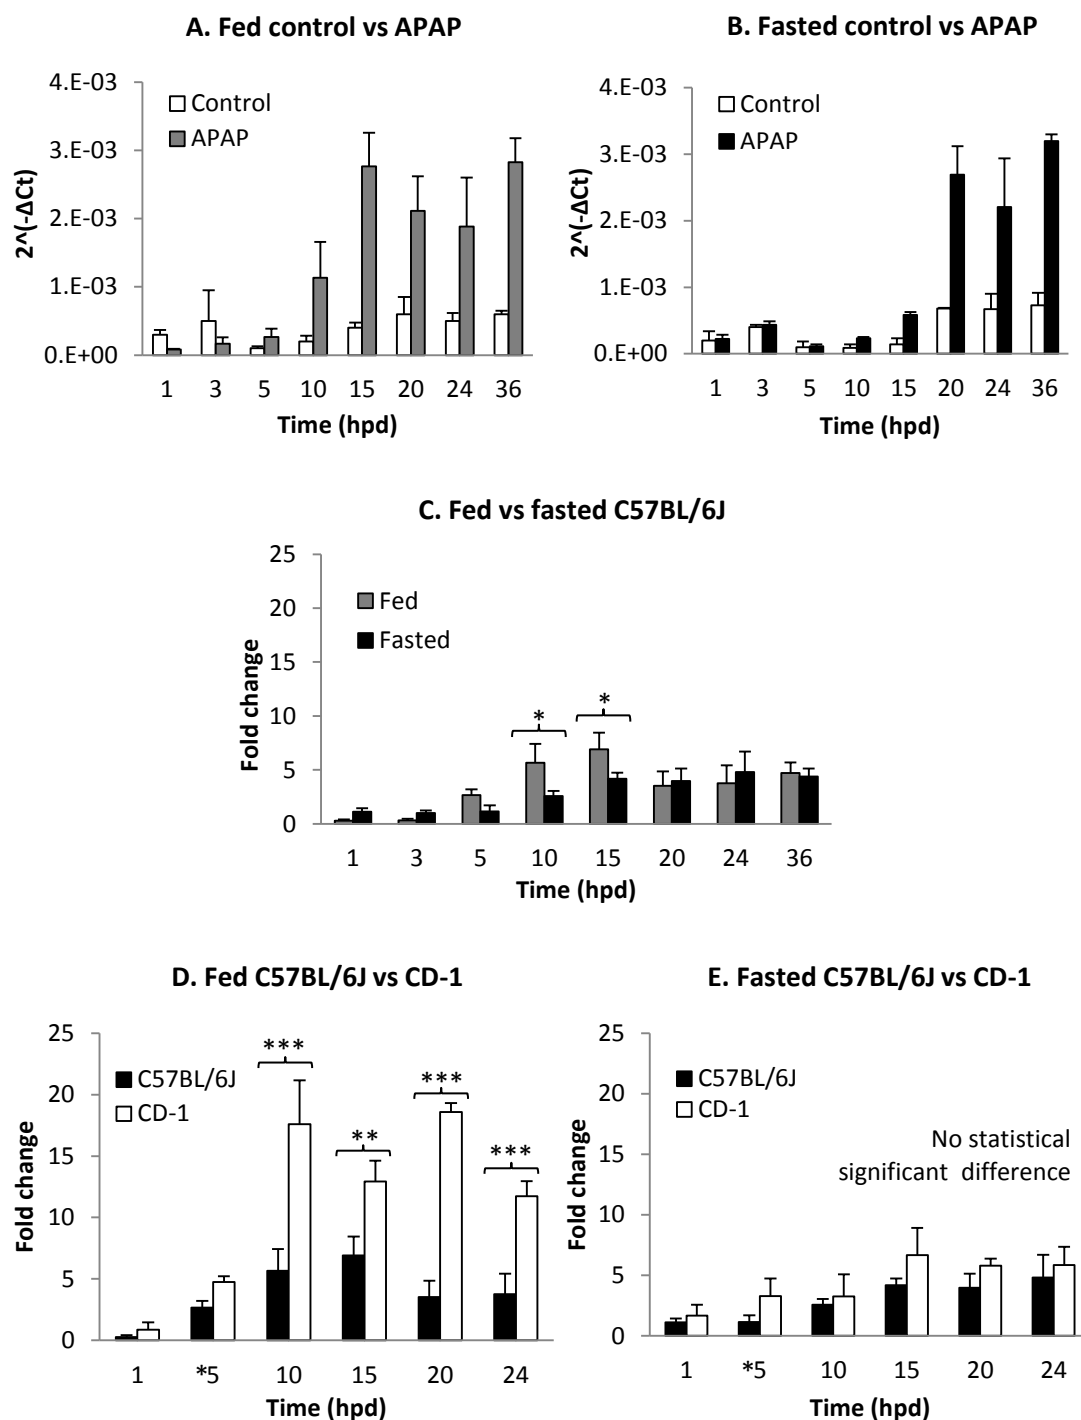 A. Fed control vs APAP
4.E-03
3.E-03
2.E-03
1.E-03
0.E+00
2^(-ΔCt)
Control
APAP
1 3 5 10 15 20 24 36
Time (hpd)
B. Fasted control vs APAP
4.E-03
3.E-03
2.E-03
1.E-03
0.E+00
2^(-ΔCt)
Control
APAP
1 3 5 10 15 20 24 36
Time (hpd)
C. Fed vs fasted C57BL/6J
25
20
15
10
5
0
Fold change
Fed
Fasted
* *
1 3 5 10 15 20 24 36
Time (hpd)
D. Fed C57BL/6J vs CD-1
25
20
15
10
5
0
Fold change
C57BL/6J
CD-1
*** ** *** ***
1 *5 10 15 20 24
Time (hpd)
E. Fasted C57BL/6J vs CD-1
25
20
15
10
5
0
Fold change
C57BL/6J
CD-1
No statistical
significant difference
1 *5 10 15 20 24
Time (hpd)